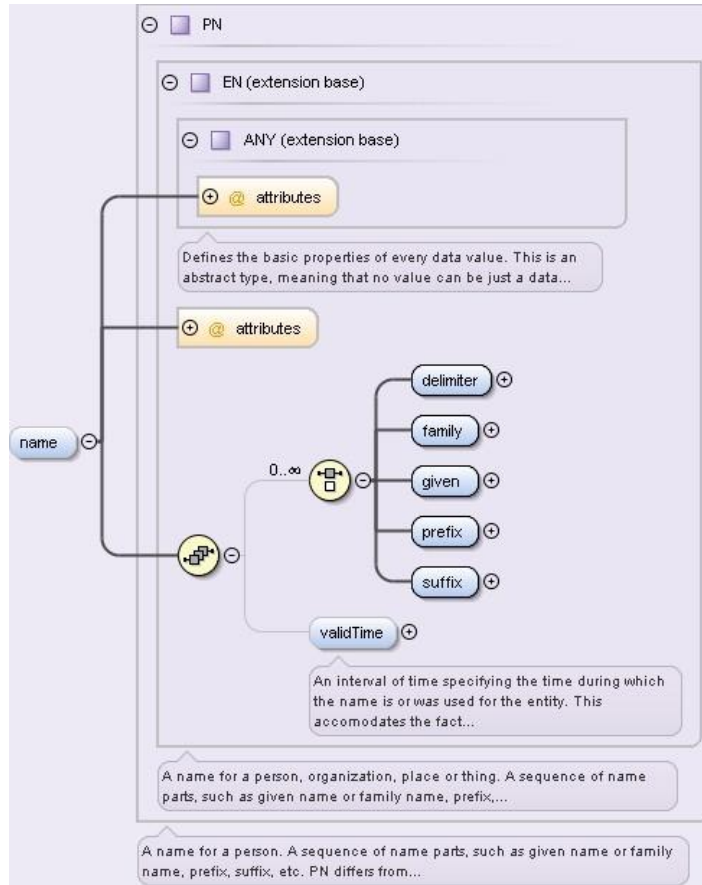 PN
EN (extension base)
ANY (extension base)
@ attributes
Defines the basic properties of every data value. This is an
abstract type, meaning that no value can be just a data...
@ attributes
delimiter
family
name
0..∞
given
prefix
suffix
validTime
An interval of time specifying the time during which
the name is or was used for the entity. This
accomodates the fact...
A name for a person, organization, place or thing. A sequence of name
parts, such as given name or family name, prefix,...
A name for a person. A sequence of name parts, such as given name or family
name, prefix, suffix, etc. PN differs from...